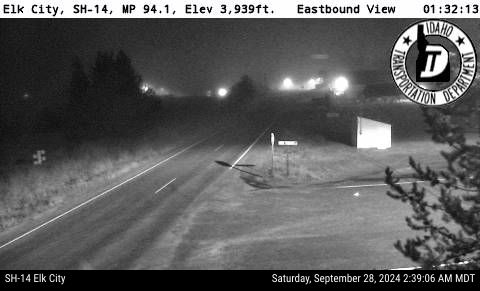 Elk City, SH-14, MP 94.1, Elev 3,939ft. Eastbound View 01:32:13
IDAHO
TRANSPORTATION DEPARTMENT
SH-14 Elk City Saturday, September 28, 2024 2:39:06 AM MDT